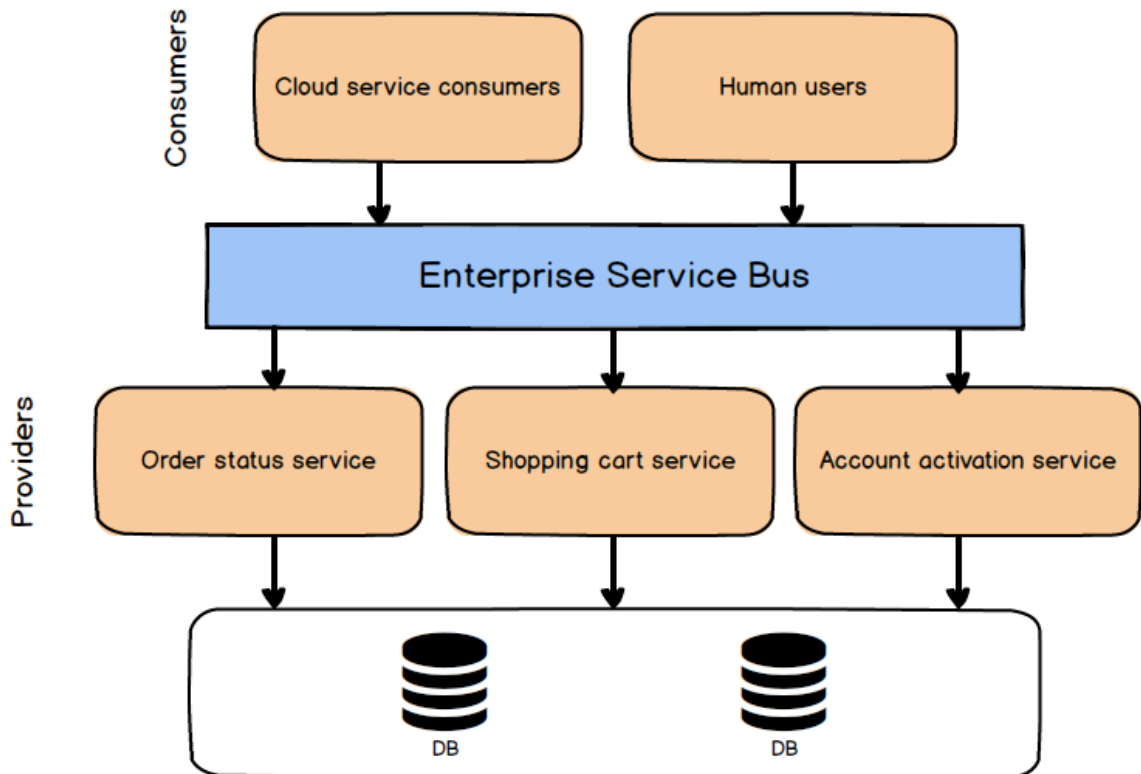 Consumers
Cloud service consumers
Human users
Enterprise Service Bus
Providers
Order status service
Shopping cart service
Account activation service
DB
DB